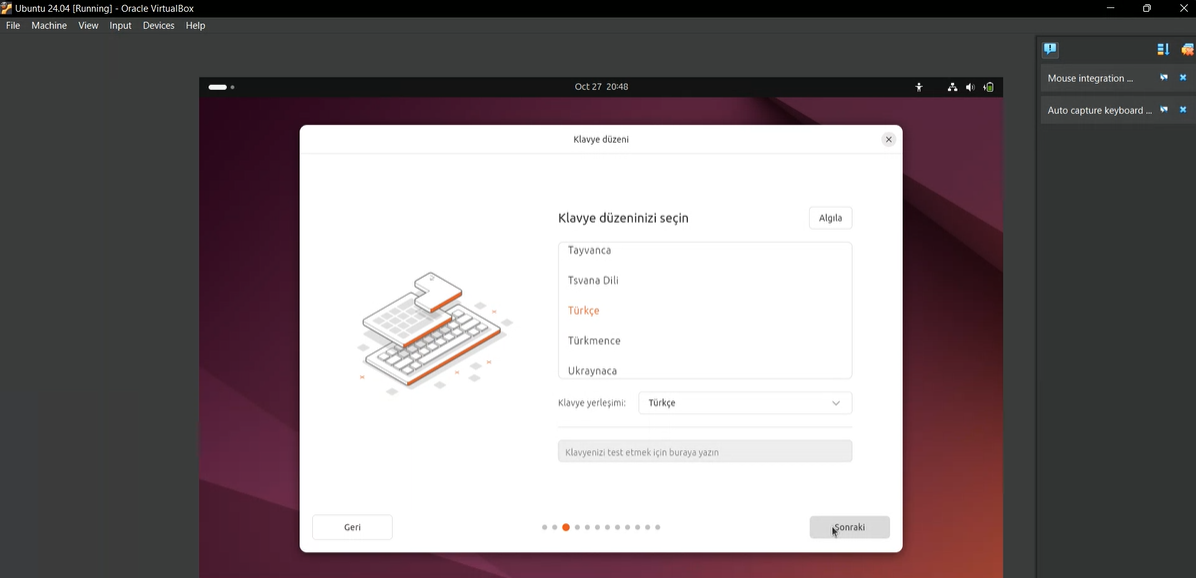 Ubuntu 24.04 [Running] - Oracle VirtualBox
File Machine View Input Devices Help
Mouse integration ...
Auto capture keyboard ...
Oct 27 20:48
Klavye düzeni
Klavye düzeninizi seçin
Algıla
Tayvanca
Tsvana Dili
Türkçe
Türkmence
Ukraynaca
Klavye yerleşimi: Türkçe
Klavyenizi test etmek için buraya yazın
Geri
Sonraki